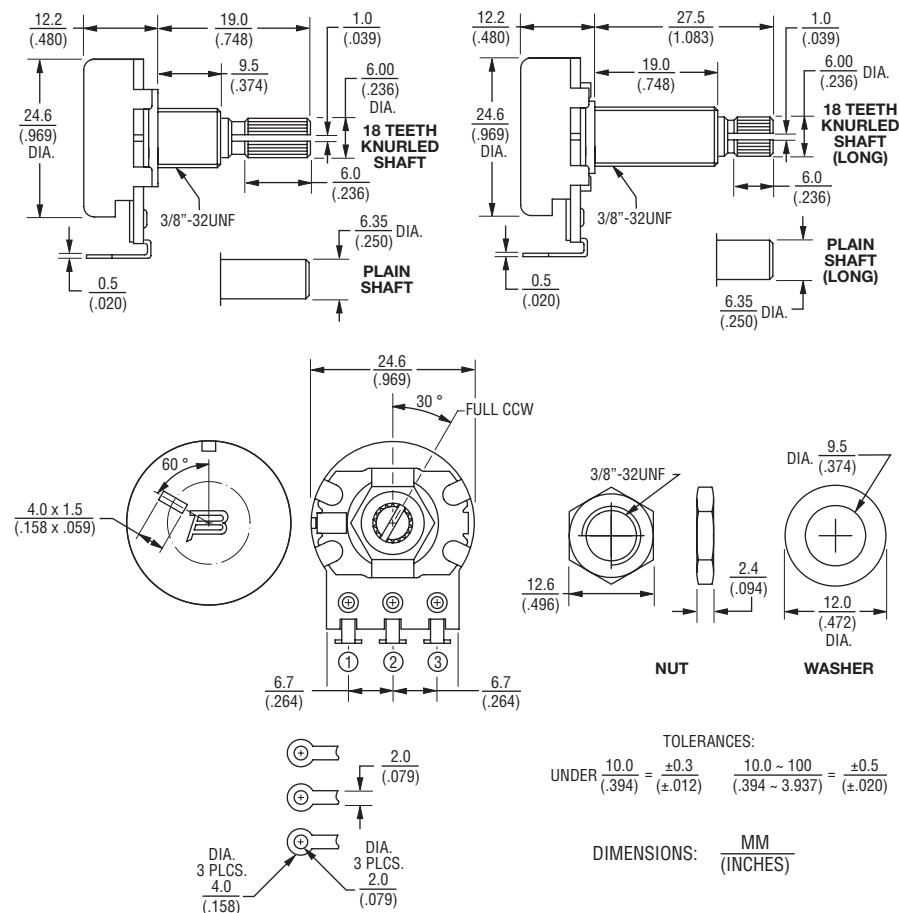 12.2
(.480)
19.0
(.748)
1.0
(.039)
9.5
(.374)
6.00
(.236)
DIA.
24.6
(.969)
DIA.
18 TEETH
KNURLED
SHAFT
6.0
(.236)
3/8"-32UNF
6.35
(.250) DIA.
0.5
(.020)
PLAIN
SHAFT
12.2
(.480)
27.5
(1.083)
1.0
(.039)
19.0
(.748)
6.00
(.236) DIA.
24.6
(.969)
DIA.
18 TEETH
KNURLED
SHAFT
(LONG)
6.0
(.236)
3/8"-32UNF
0.5
(.020)
PLAIN
SHAFT
(LONG)
6.35
(.250) DIA.
24.6
(.969)
30 °
FULL CCW
60 °
4.0 x 1.5
(.158 x .059)
1 2 3
6.7
(.264)
6.7
(.264)
3/8"-32UNF
12.6
(.496)
2.4
(.094)
NUT
DIA. 9.5
(.374)
12.0
(.472)
DIA.
WASHER
2.0
(.079)
DIA.
3 PLCS.
4.0
(.158)
DIA.
3 PLCS.
2.0
(.079)
TOLERANCES:
UNDER 10.0 (.394) = ±0.3 (±.012) 10.0 ~ 100 (.394 ~ 3.937) = ±0.5 (±.020)
DIMENSIONS: MM
(INCHES)